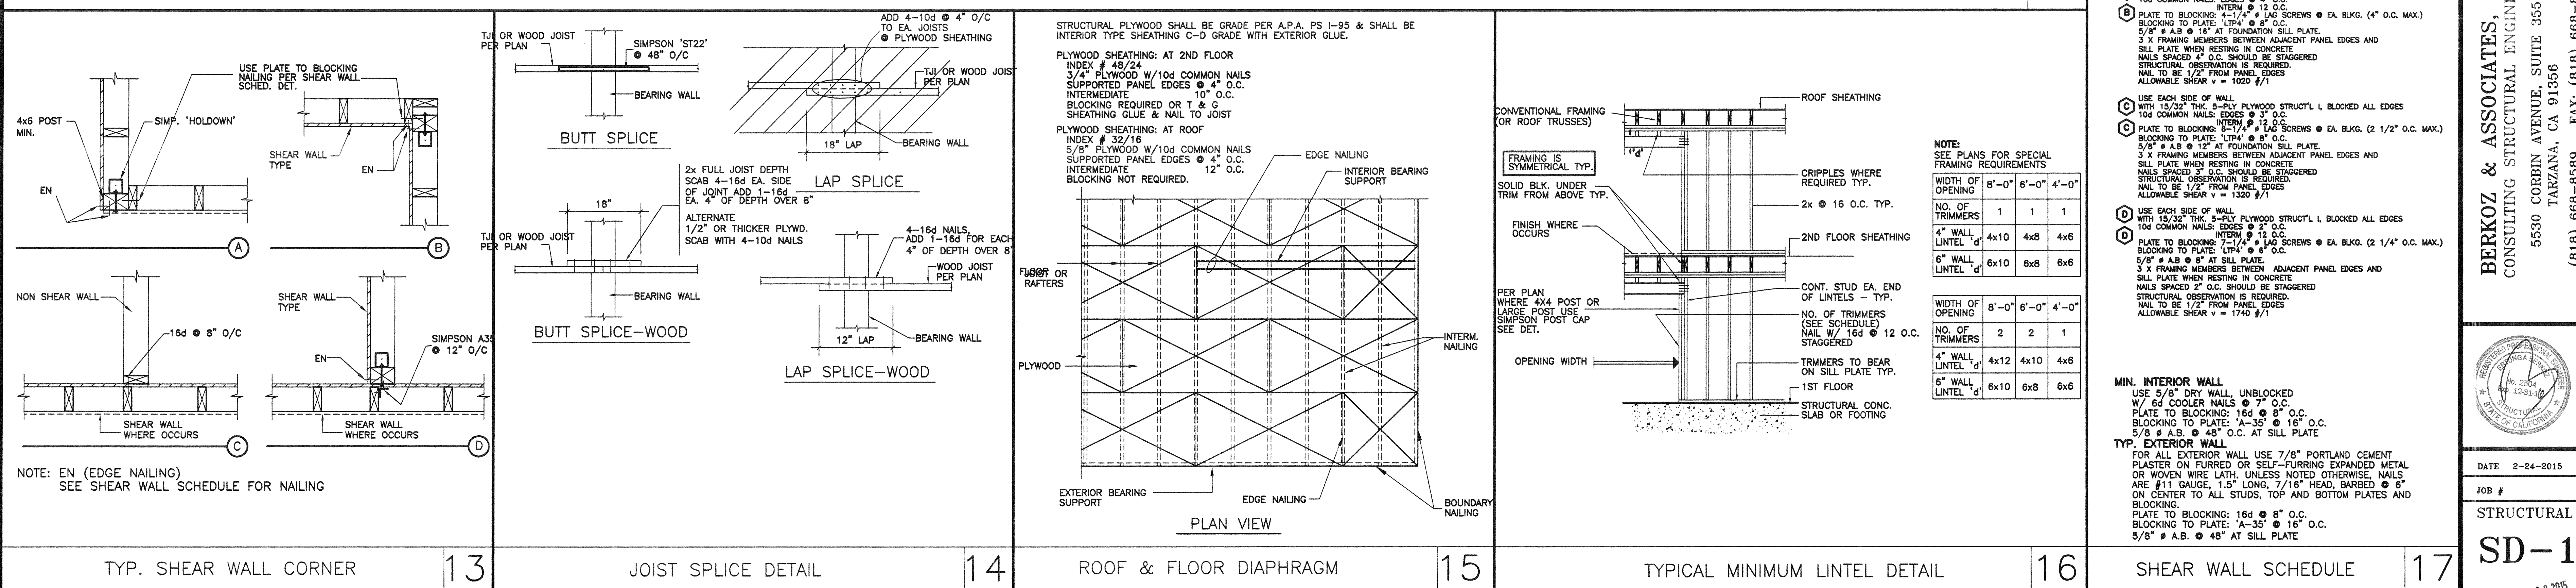 USE PLATE TO BLOCKING
NAILING PER SHEAR WALL
SCHED. DET.
4x6 POST
MIN.
SIMP. 'HOLDOWN'
EN
A
SHEAR WALL
TYPE
EN
B
NON SHEAR WALL
16d @ 8" O/C
SHEAR WALL
WHERE OCCURS
C
SHEAR WALL
TYPE
EN
SIMPSON A35
@ 12" O/C
SHEAR WALL
WHERE OCCURS
D
NOTE: EN (EDGE NAILING)
SEE SHEAR WALL SCHEDULE FOR NAILING
TYP. SHEAR WALL CORNER
13
TJI OR WOOD JOIST
PER PLAN
SIMPSON 'ST22'
@ 48" O/C
BEARING WALL
BUTT SPLICE
ADD 4-10d @ 4" O/C
TO EA. JOISTS
@ PLYWOOD SHEATHING
TJI OR WOOD JOIST
PER PLAN
BEARING WALL
18" LAP
LAP SPLICE
2x FULL JOIST DEPTH
SCAB 4-16d EA. SIDE
OF JOINT ADD 1-16d
EA. 4" OF DEPTH OVER 8"
ALTERNATE
1/2" OR THICKER PLYWD.
SCAB WITH 4-10d NAILS
18"
TJI OR WOOD JOIST
PER PLAN
BEARING WALL
BUTT SPLICE-WOOD
4-16d NAILS,
ADD 1-16d FOR EACH
4" OF DEPTH OVER 8"
WOOD JOIST
PER PLAN
BEARING WALL
12" LAP
LAP SPLICE-WOOD
JOIST SPLICE DETAIL
14
STRUCTURAL PLYWOOD SHALL BE GRADE PER A.P.A. PS I-95 & SHALL BE
INTERIOR TYPE SHEATHING C-D GRADE WITH EXTERIOR GLUE.
PLYWOOD SHEATHING: AT 2ND FLOOR
INDEX # 48/24
3/4" PLYWOOD W/10d COMMON NAILS
SUPPORTED PANEL EDGES @ 4" O.C.
INTERMEDIATE 10" O.C.
BLOCKING REQUIRED OR T & G
SHEATHING GLUE & NAIL TO JOIST
PLYWOOD SHEATHING: AT ROOF
INDEX # 32/16
5/8" PLYWOOD W/10d COMMON NAILS
SUPPORTED PANEL EDGES @ 4" O.C.
INTERMEDIATE 12" O.C.
BLOCKING NOT REQUIRED.
EDGE NAILING
INTERIOR BEARING
SUPPORT
FLOOR
JOIST OR
RAFTERS
PLYWOOD
INTERM.
NAILING
EXTERIOR BEARING
SUPPORT
EDGE NAILING
BOUNDARY
NAILING
PLAN VIEW
ROOF & FLOOR DIAPHRAGM
15
CONVENTIONAL FRAMING
(OR ROOF TRUSSES)
'd'
FRAMING IS
SYMMETRICAL TYP.
SOLID BLK. UNDER
TRIM FROM ABOVE TYP.
FINISH WHERE
OCCURS
PER PLAN
WHERE 4X4 POST OR
LARGE POST USE
SIMPSON POST CAP
SEE DET.
OPENING WIDTH
ROOF SHEATHING
CRIPPLES WHERE
REQUIRED TYP.
2x @ 16 O.C. TYP.
2ND FLOOR SHEATHING
CONT. STUD EA. END
OF LINTELS - TYP.
NO. OF TRIMMERS
(SEE SCHEDULE)
NAIL W/ 16d @ 12 O.C.
STAGGERED
TRMMERS TO BEAR
ON SILL PLATE TYP.
1ST FLOOR
STRUCTURAL CONC.
SLAB OR FOOTING
NOTE:
SEE PLANS FOR SPECIAL
FRAMING REQUIREMENTS
WIDTH OF OPENING 8'-0" 6'-0" 4'-0"
NO. OF TRIMMERS 1 1 1
4" WALL LINTEL 'd' 4x10 4x8 4x6
6" WALL LINTEL 'd' 6x10 6x8 6x6
WIDTH OF OPENING 8'-0" 6'-0" 4'-0"
NO. OF TRIMMERS 2 2 1
4" WALL LINTEL 'd' 4x12 4x10 4x6
6" WALL LINTEL 'd' 6x10 6x8 6x6
TYPICAL MINIMUM LINTEL DETAIL
16
INTERM @ 12 O.C.
B PLATE TO BLOCKING: 4-1/4" ø LAG SCREWS @ EA. BLKG. (4" O.C. MAX.)
BLOCKING TO PLATE: 'LTP4' @ 8" O.C.
5/8" ø A.B @ 16" AT FOUNDATION SILL PLATE.
3 X FRAMING MEMBERS BETWEEN ADJACENT PANEL EDGES AND
SILL PLATE WHEN RESTING IN CONCRETE
NAILS SPACED 4" O.C. SHOULD BE STAGGERED
STRUCTURAL OBSERVATION IS REQUIRED.
NAIL TO BE 1/2" FROM PANEL EDGES
ALLOWABLE SHEAR v = 1020 #/1
C USE EACH SIDE OF WALL
WITH 15/32" THK. 5-PLY PLYWOOD STRUCT'L I, BLOCKED ALL EDGES
10d COMMON NAILS: EDGES @ 3" O.C.
INTERM @ 12 O.C.
C PLATE TO BLOCKING: 6-1/4" ø LAG SCREWS @ EA. BLKG. (2 1/2" O.C. MAX.)
BLOCKING TO PLATE: 'LTP4' @ 8" O.C.
5/8" ø A.B @ 12" AT FOUNDATION SILL PLATE.
3 X FRAMING MEMBERS BETWEEN ADJACENT PANEL EDGES AND
SILL PLATE WHEN RESTING IN CONCRETE
NAILS SPACED 3" O.C. SHOULD BE STAGGERED
STRUCTURAL OBSERVATION IS REQUIRED.
NAIL TO BE 1/2" FROM PANEL EDGES
ALLOWABLE SHEAR v = 1320 #/1
D USE EACH SIDE OF WALL
WITH 15/32" THK. 5-PLY PLYWOOD STRUCT'L I, BLOCKED ALL EDGES
10d COMMON NAILS: EDGES @ 2" O.C.
INTERM @ 12 O.C.
D PLATE TO BLOCKING: 7-1/4" ø LAG SCREWS @ EA. BLKG. (2 1/4" O.C. MAX.)
BLOCKING TO PLATE: 'LTP4' @ 6" O.C.
5/8" ø A.B @ 8" AT SILL PLATE.
3 X FRAMING MEMBERS BETWEEN ADJACENT PANEL EDGES AND
SILL PLATE WHEN RESTING IN CONCRETE
NAILS SPACED 2" O.C. SHOULD BE STAGGERED
STRUCTURAL OBSERVATION IS REQUIRED.
NAIL TO BE 1/2" FROM PANEL EDGES
ALLOWABLE SHEAR v = 1740 #/1
MIN. INTERIOR WALL
USE 5/8" DRY WALL, UNBLOCKED
W/ 6d COOLER NAILS @ 7" O.C.
PLATE TO BLOCKING: 16d @ 8" O.C.
BLOCKING TO PLATE: 'A-35' @ 16" O.C.
5/8 ø A.B. @ 48" O.C. AT SILL PLATE
TYP. EXTERIOR WALL
FOR ALL EXTERIOR WALL USE 7/8" PORTLAND CEMENT
PLASTER ON FURRED OR SELF-FURRING EXPANDED METAL
OR WOVEN WIRE LATH. UNLESS NOTED OTHERWISE, NAILS
ARE #11 GAUGE, 1.5" LONG, 7/16" HEAD, BARBED @ 6"
ON CENTER TO ALL STUDS, TOP AND BOTTOM PLATES AND
BLOCKING.
PLATE TO BLOCKING: 16d @ 8" O.C.
BLOCKING TO PLATE: 'A-35' @ 16" O.C.
5/8" ø A.B. @ 48" AT SILL PLATE
SHEAR WALL SCHEDULE
17
BERKOZ & ASSOCIATES,
CONSULTING STRUCTURAL
5530 CORBIN AVENUE, SUITE 355
TARZANA, CA 91356
(818) 668-8589 FAX: (818)
REGISTERED PROFESSIONAL
No. 2504
Exp. 12-31-16
STRUCTURAL
STATE OF CALIFORNIA
DATE 2-24-2015
JOB #
STRUCTURAL
SD-1
2015